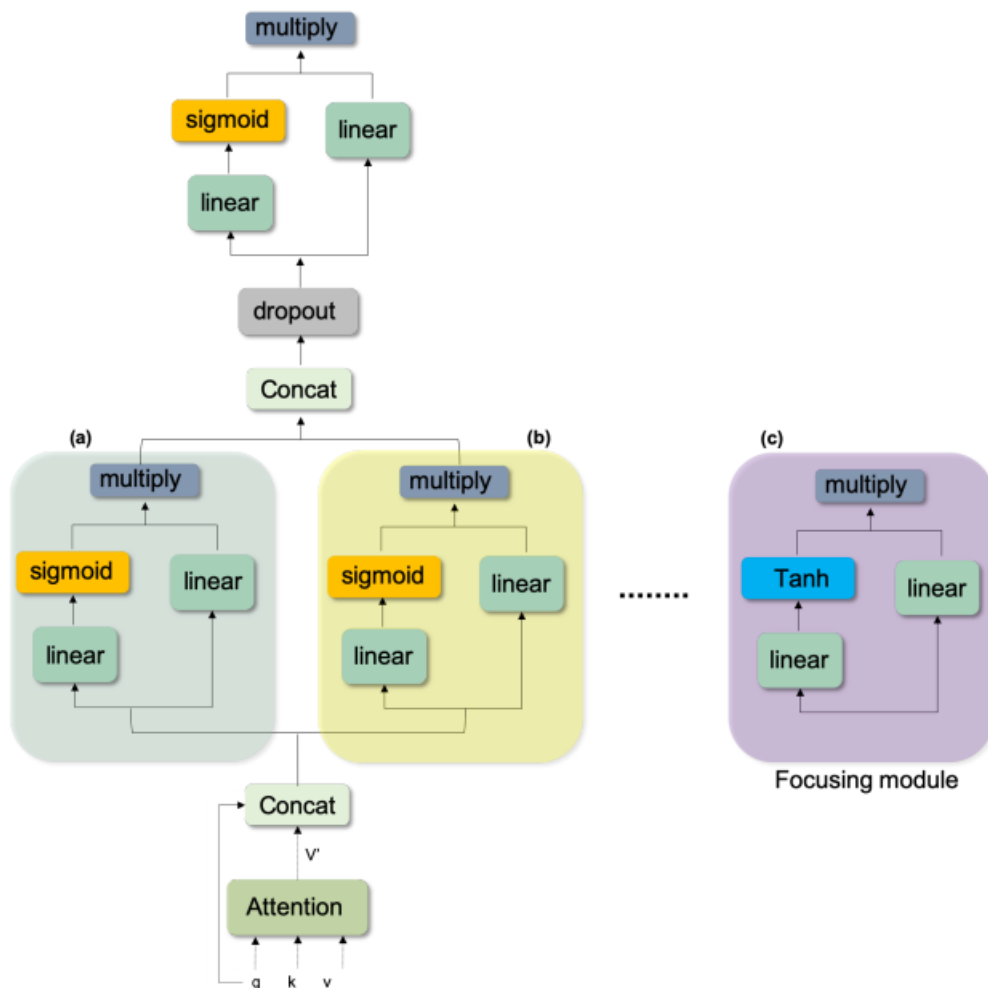 multiply
sigmoid
linear
linear
dropout
Concat
(a)
(b)
(c)
multiply
multiply
multiply
sigmoid
linear
sigmoid
linear
Tanh
linear
linear
linear
linear
Focusing module
Concat
V'
Attention
q k v